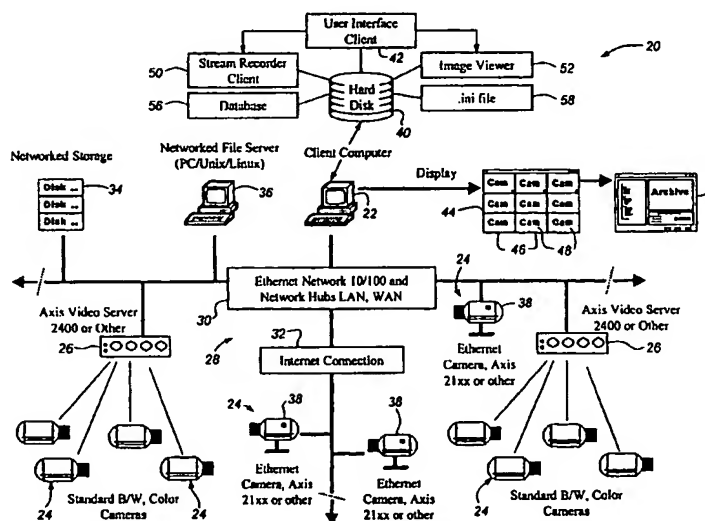 User Interface
Client
42
20
50
Stream Recorder
Client
Image Viewer
52
56
Database
Hard
Disk
.ini file
58
40
Networked Storage
Networked File Server
(PC/Unix/Linux)
Client Computer
Display
Disk ..
Disk ..
Disk ..
34
36
22
44
Cam
Cam
Cam
Cam
Cam
Cam
Cam
Cam
Cam
46
48
Archive
Ethernet Network 10/100 and
Network Hubs LAN, WAN
30
24
38
Axis Video Server
2400 or Other
26
32
28
Internet Connection
Ethernet
Camera, Axis
21xx or other
Axis Video Server
2400 or Other
26
24
38
38
Ethernet
Camera, Axis
21xx or other
Ethernet
Camera, Axis
21xx or other
24
Standard B/W, Color
Cameras
24
24
Standard B/W, Color
Cameras